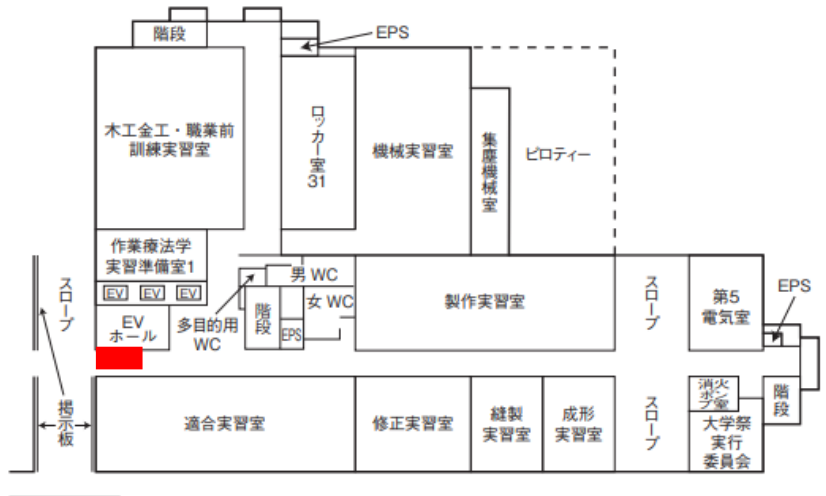 階段
EPS
木工金工・職業前
訓練実習室
ロッカー室31
機械実習室
集塵機械室
ピロティー
作業療法学
実習準備室1
EV
EV
EV
EV
ホール
スロープ
多目的用
WC
男 WC
女 WC
階段
EPS
製作実習室
スロープ
第5
電気室
EPS
掲示板
適合実習室
修正実習室
縫製
実習室
成形
実習室
スロープ
消火
ポンプ室
大学祭
実行
委員会
階段